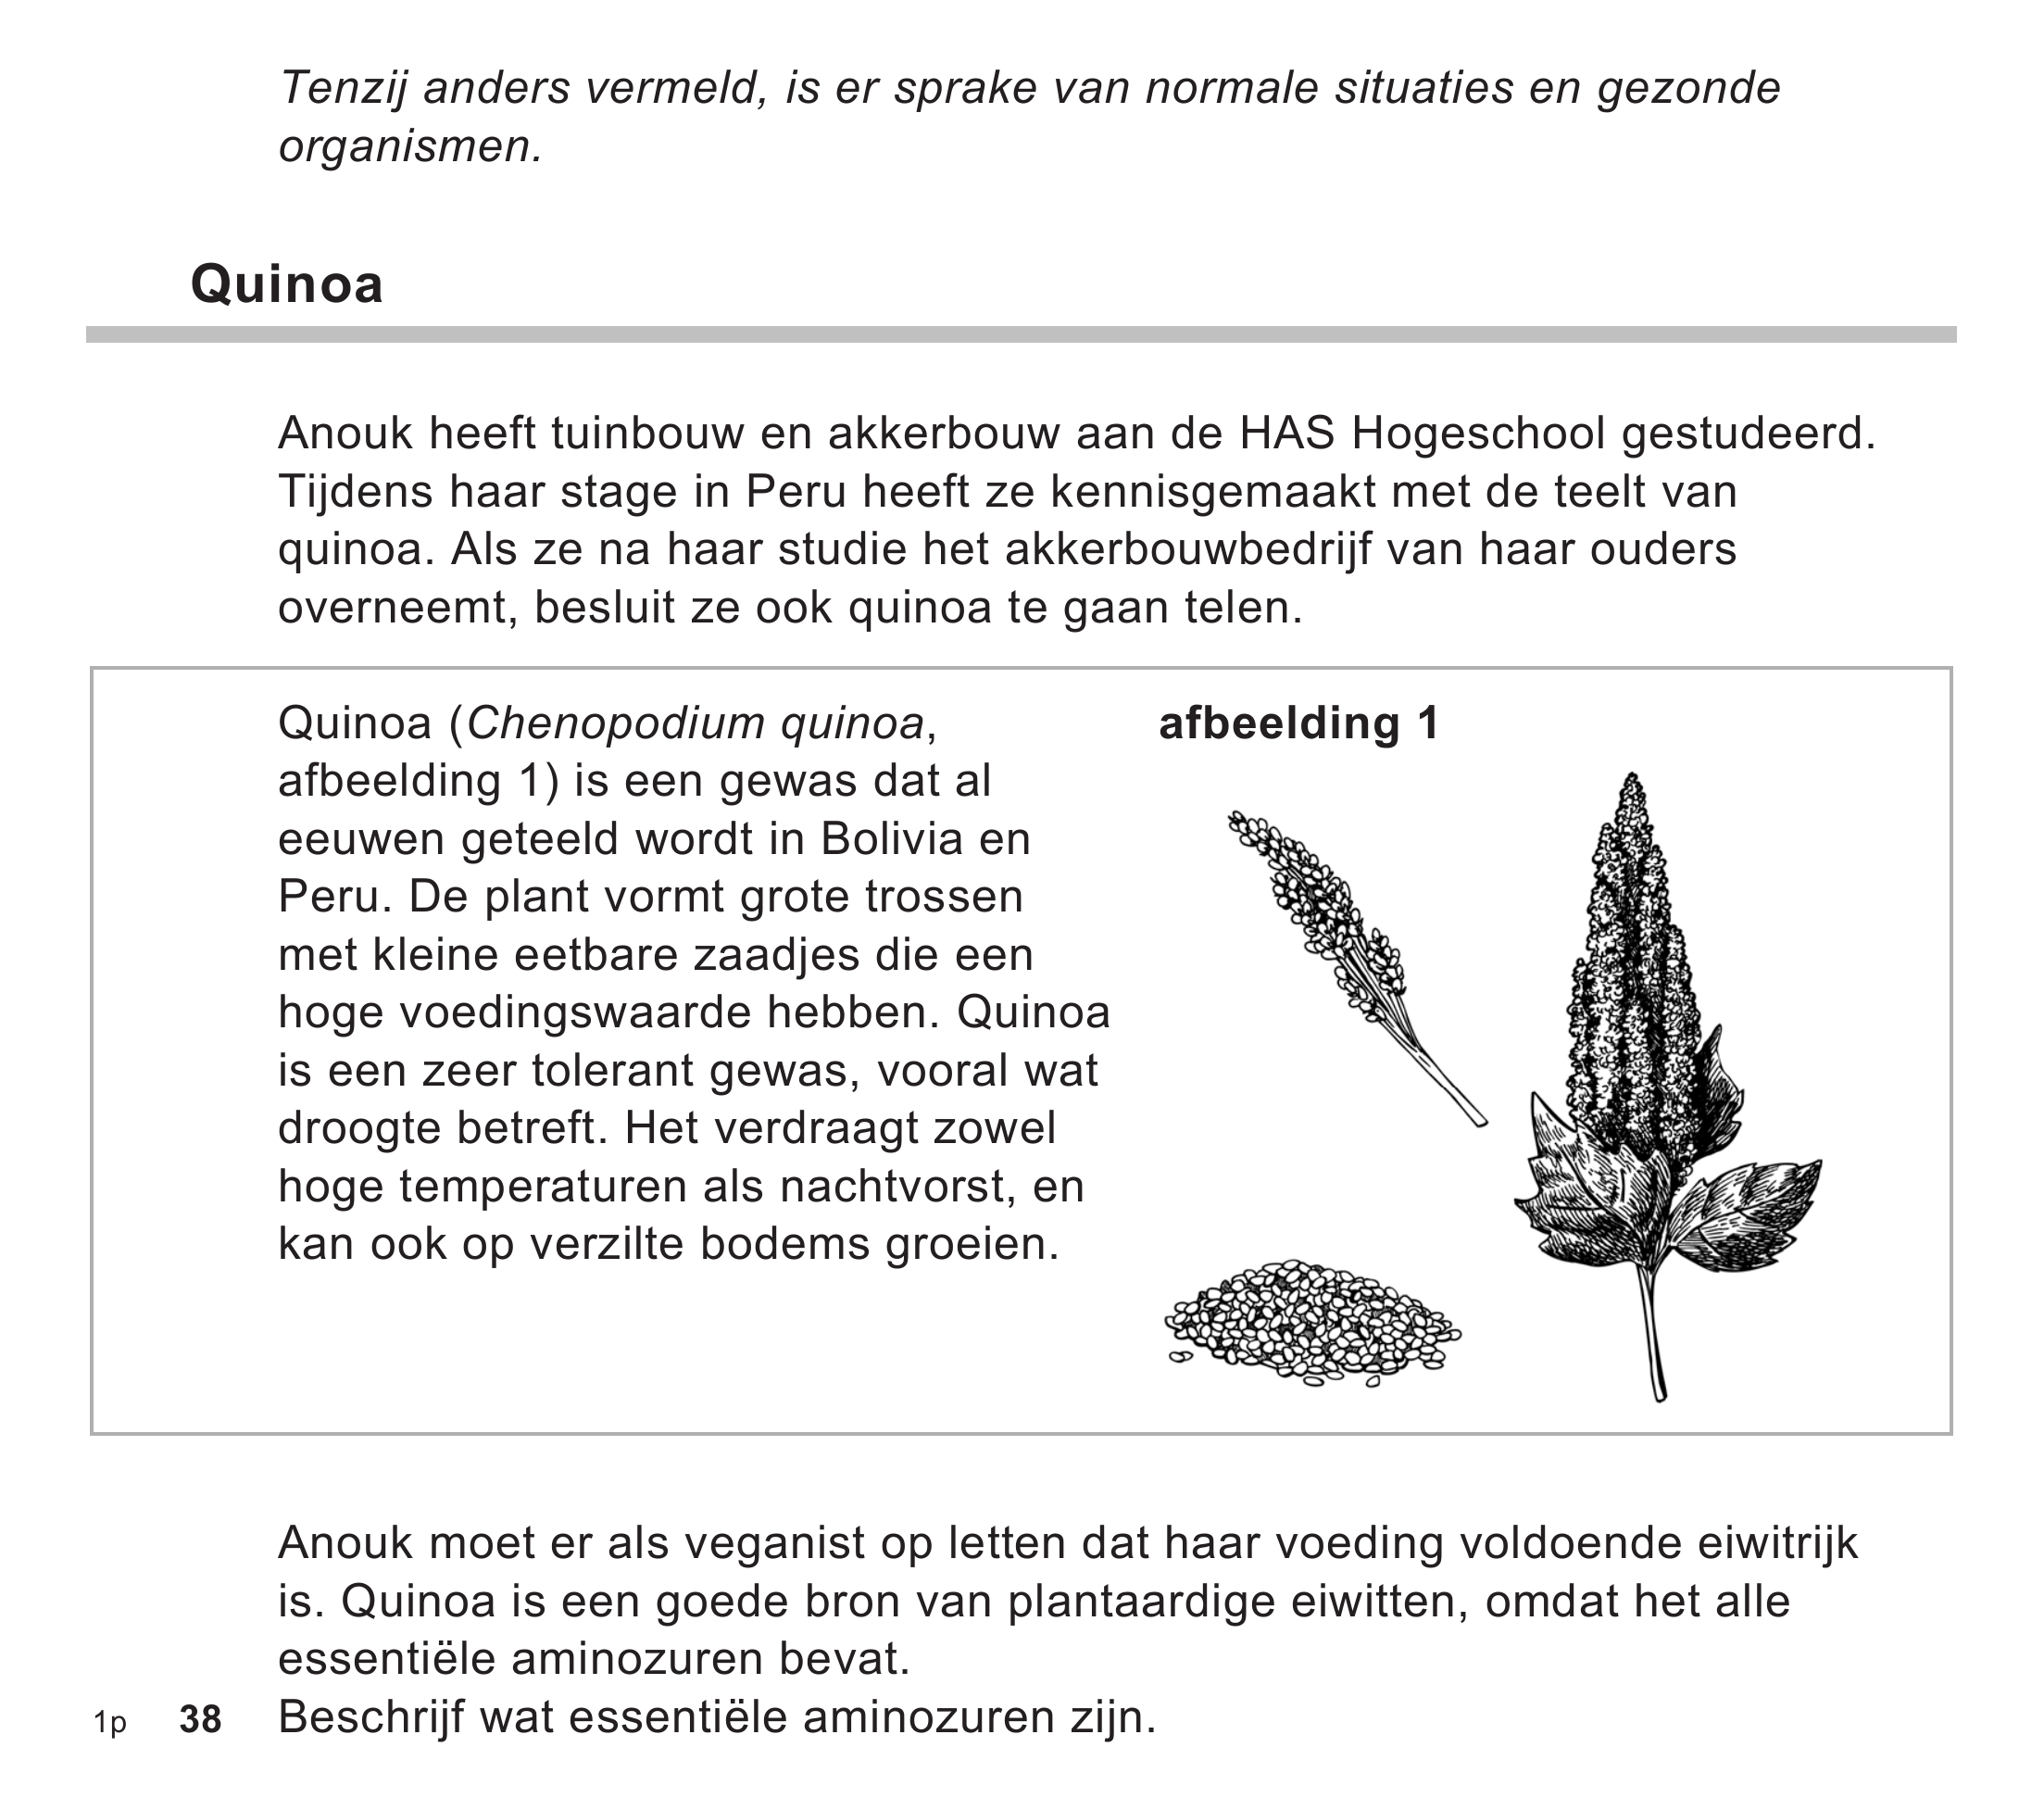 Tenzij anders vermeld, is er sprake van normale situaties en gezonde
organismen.
Quinoa
Anouk heeft tuinbouw en akkerbouw aan de HAS Hogeschool gestudeerd.
Tijdens haar stage in Peru heeft ze kennisgemaakt met de teelt van
quinoa. Als ze na haar studie het akkerbouwbedrijf van haar ouders
overneemt, besluit ze ook quinoa te gaan telen.
Quinoa (Chenopodium quinoa,
afbeelding 1) is een gewas dat al
eeuwen geteeld wordt in Bolivia en
Peru. De plant vormt grote trossen
met kleine eetbare zaadjes die een
hoge voedingswaarde hebben. Quinoa
is een zeer tolerant gewas, vooral wat
droogte betreft. Het verdraagt zowel
hoge temperaturen als nachtvorst, en
kan ook op verzilte bodems groeien.
afbeelding 1
Anouk moet er als veganist op letten dat haar voeding voldoende eiwitrijk
is. Quinoa is een goede bron van plantaardige eiwitten, omdat het alle
essentiële aminozuren bevat.
1p 38 Beschrijf wat essentiële aminozuren zijn.